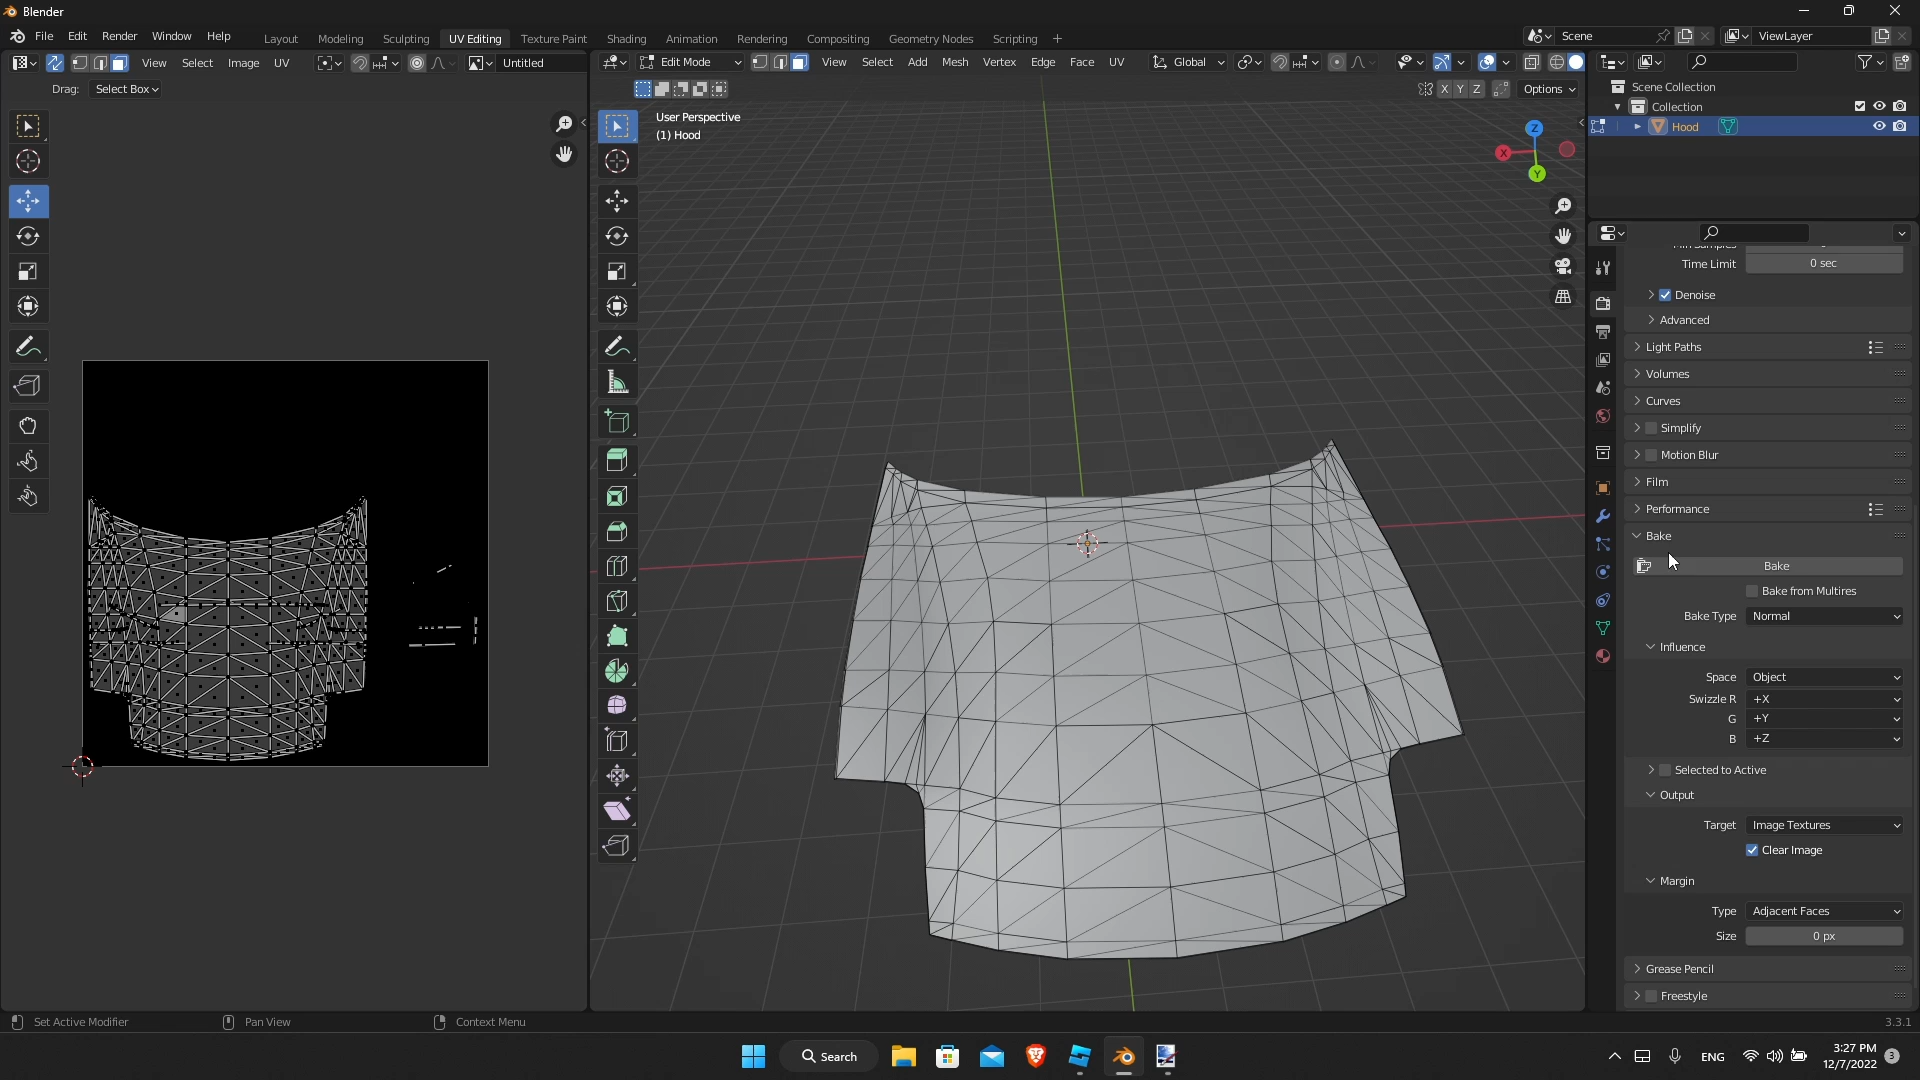 Blender
File Edit Render Window Help
Layout Modeling Sculpting UV Editing Texture Paint Shading Animation Rendering Compositing Geometry Nodes Scripting +
Scene
ViewLayer
View Select Image UV
Untitled
Edit Mode
View Select Add Mesh Vertex Edge Face UV
Global
Drag: Select Box
X Y Z
Options
User Perspective
(1) Hood
Z
X
Y
Scene Collection
Collection
Hood
Time Limit 0 sec
Denoise
Advanced
Light Paths
Volumes
Curves
Simplify
Motion Blur
Film
Performance
Bake
Bake
Bake from Multires
Bake Type Normal
Influence
Space Object
Swizzle R +X
G +Y
B +Z
Selected to Active
Output
Target Image Textures
Clear Image
Margin
Type Adjacent Faces
Size 0 px
Grease Pencil
Freestyle
Set Active Modifier
Pan View
Context Menu
3.3.1
Search
ENG
3:27 PM
12/7/2022
3